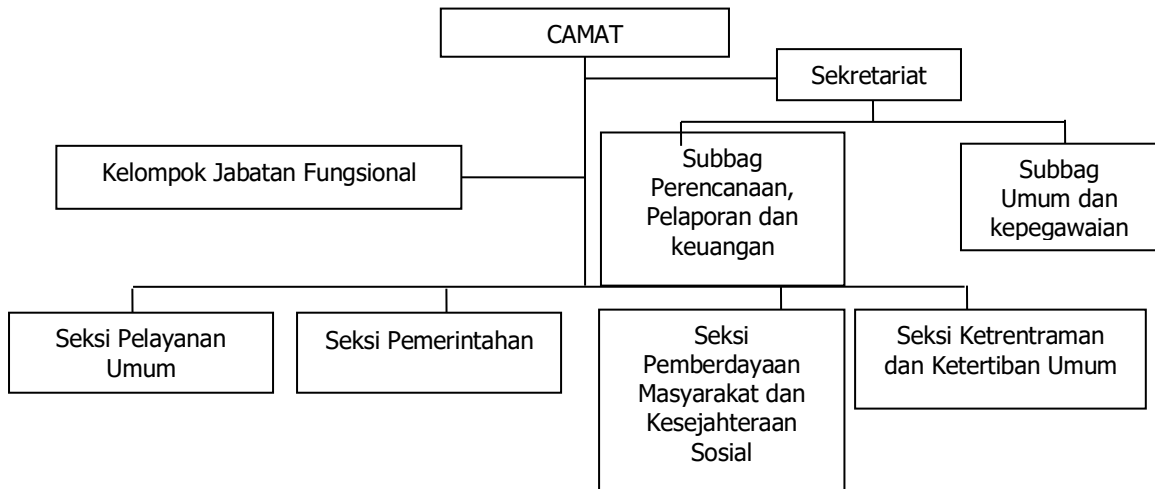 CAMAT
Sekretariat
Kelompok Jabatan Fungsional
Subbag
Perencanaan,
Pelaporan dan
keuangan
Subbag
Umum dan
kepegawaian
Seksi Pelayanan
Umum
Seksi Pemerintahan
Seksi
Pemberdayaan
Masyarakat dan
Kesejahteraan
Sosial
Seksi Ketrentraman
dan Ketertiban Umum